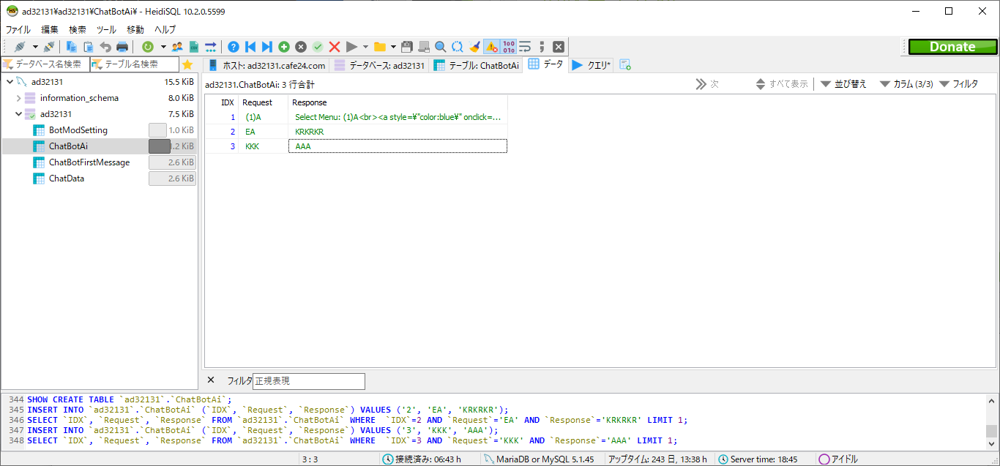 ad32131¥ad32131¥ChatBotAi¥ - HeidiSQL 10.2.0.5599
ファイル 編集 検索 ツール 移動 ヘルプ
Donate
データベース名検索 テーブル名検索
ホスト: ad32131.cafe24.com データベース: ad32131 テーブル: ChatBotAi データ クエリ*
ad32131 15.5 KiB
information_schema 8.0 KiB
ad32131 7.5 KiB
BotModSetting 1.0 KiB
ChatBotAi 1.2 KiB
ChatBotFirstMessage 2.6 KiB
ChatData 2.6 KiB
ad32131.ChatBotAi: 3 行合計 次 すべて表示 並び替え カラム (3/3) フィルタ
IDX Request Response
1 (1)A Select Menu: (1)A<br><a style=¥"color:blue¥" onclick=...
2 EA KRKRKR
3 KKK AAA
フィルタ 正規表現
344 SHOW CREATE TABLE `ad32131`.`ChatBotAi`;
345 INSERT INTO `ad32131`.`ChatBotAi` (`IDX`, `Request`, `Response`) VALUES ('2', 'EA', 'KRKRKR');
346 SELECT `IDX`, `Request`, `Response` FROM `ad32131`.`ChatBotAi` WHERE  `IDX`=2 AND `Request`='EA' AND `Response`='KRKRKR' LIMIT 1;
347 INSERT INTO `ad32131`.`ChatBotAi` (`IDX`, `Request`, `Response`) VALUES ('3', 'KKK', 'AAA');
348 SELECT `IDX`, `Request`, `Response` FROM `ad32131`.`ChatBotAi` WHERE  `IDX`=3 AND `Request`='KKK' AND `Response`='AAA' LIMIT 1;
3 : 3 接続済み: 06:43 h MariaDB or MySQL 5.1.45 アップタイム: 243 日, 13:38 h Server time: 18:45 アイドル